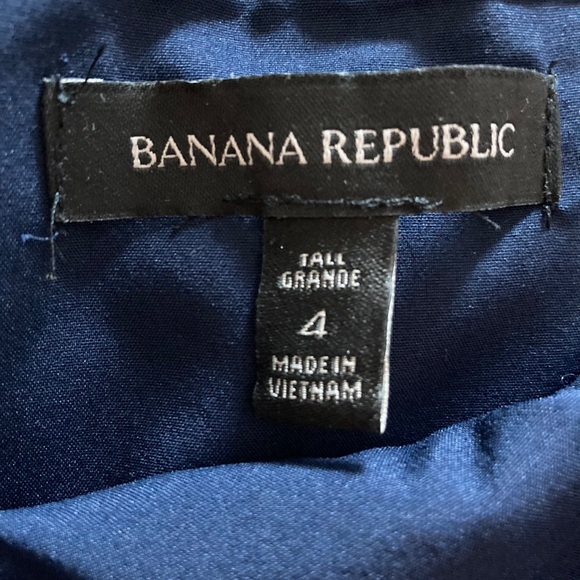 BANANA REPUBLIC
TALL
GRANDE
4
MADE IN
VIETNAM